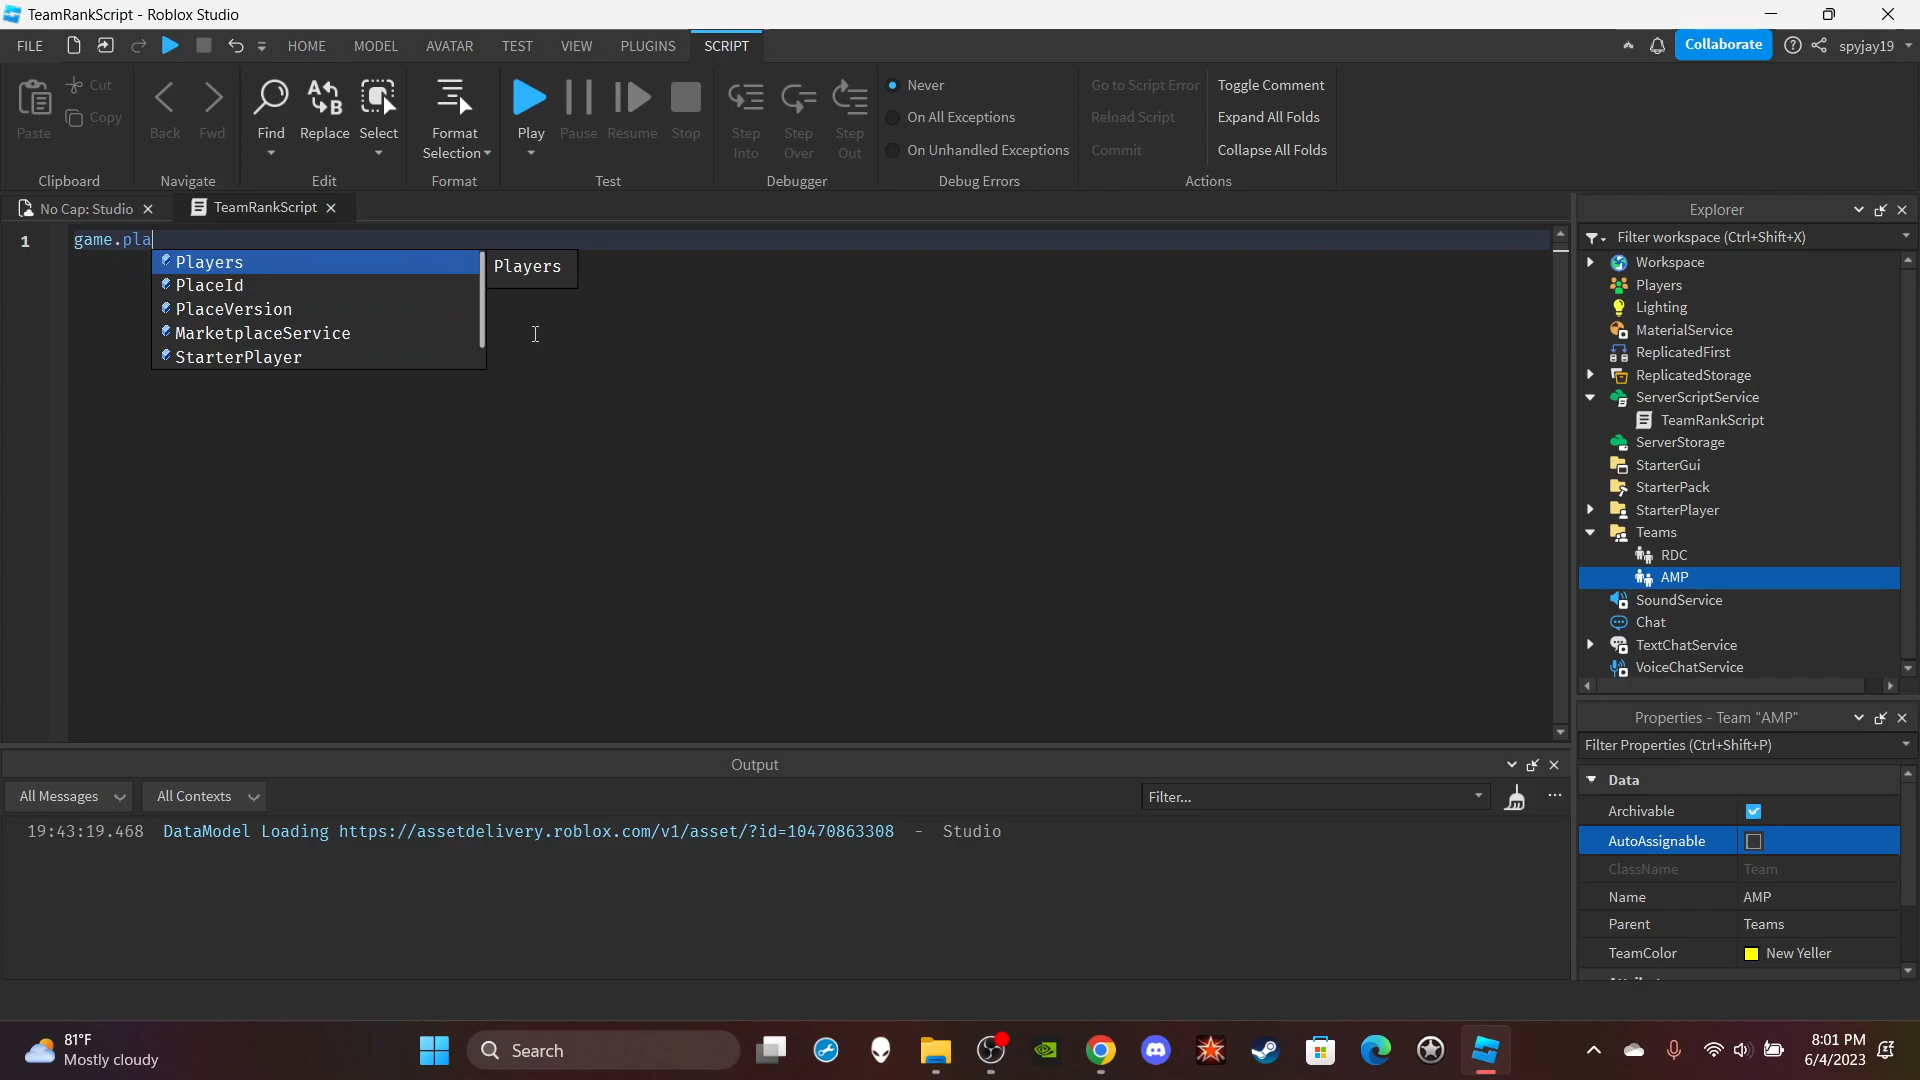 TeamRankScript - Roblox Studio
FILE HOME MODEL AVATAR TEST VIEW PLUGINS SCRIPT Collaborate spyjay19
Paste Cut Copy Back Fwd Find Replace Select Format Selection Play Pause Resume Stop Step Into Step Over Step Out
Never
On All Exceptions
On Unhandled Exceptions
Go to Script Error
Reload Script
Commit
Toggle Comment
Expand All Folds
Collapse All Folds
Clipboard Navigate Edit Format Test Debugger Debug Errors Actions
No Cap: Studio TeamRankScript
1 game.pla
Players Players
PlaceId
PlaceVersion
MarketplaceService
StarterPlayer
Explorer
Filter workspace (Ctrl+Shift+X)
Workspace
Players
Lighting
MaterialService
ReplicatedFirst
ReplicatedStorage
ServerScriptService
TeamRankScript
ServerStorage
StarterGui
StarterPack
StarterPlayer
Teams
RDC
AMP
SoundService
Chat
TextChatService
VoiceChatService
Properties - Team "AMP"
Filter Properties (Ctrl+Shift+P)
Data
Archivable
AutoAssignable
ClassName Team
Name AMP
Parent Teams
TeamColor New Yeller
Output
All Messages All Contexts Filter...
19:43:19.468 DataModel Loading https://assetdelivery.roblox.com/v1/asset/?id=10470863308 - Studio
81°F
Mostly cloudy
Search
8:01 PM
6/4/2023